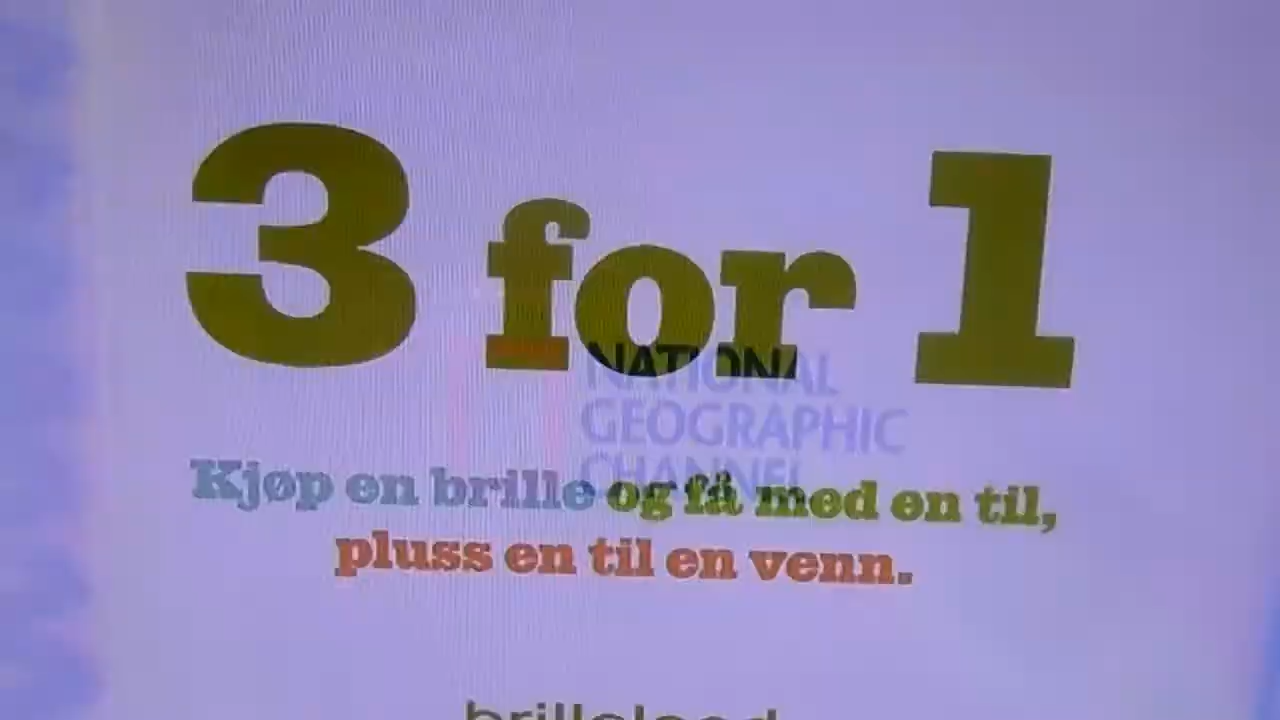 3 for 1
NATIONAL
GEOGRAPHIC
CHANNEL
Kjøp en brille og få med en til,
pluss en til en venn.
brilleland